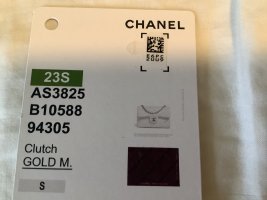 CHANEL
23S
AS3825
B10588
94305
Clutch
GOLD M.
S